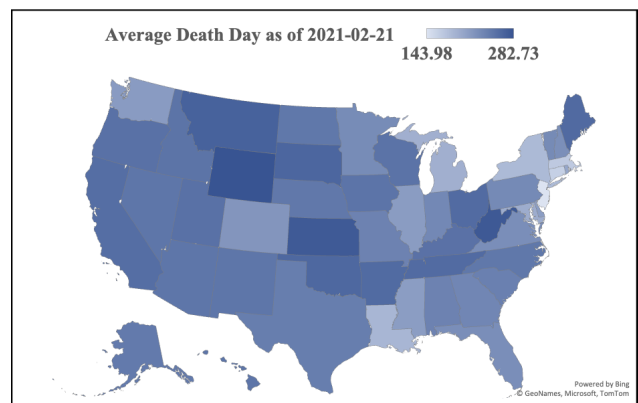 Average Death Day as of 2021-02-21
143.98 282.73
Powered by Bing
© GeoNames, Microsoft, TomTom